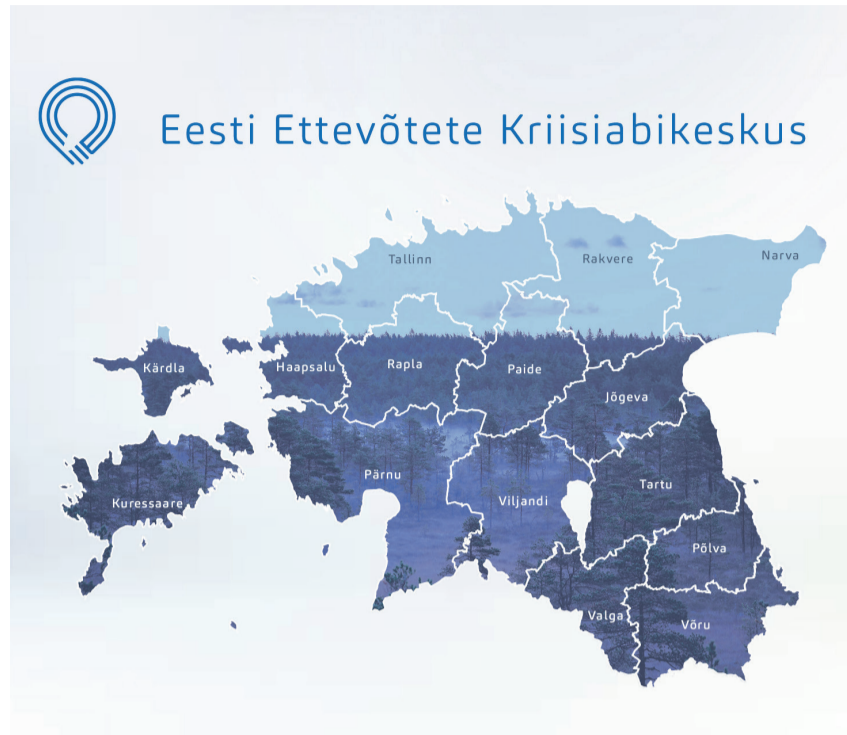 Eesti Ettevõtete Kriisiabikeskus
Tallinn
Rakvere
Narva
Kärdla
Haapsalu
Rapla
Paide
Jõgeva
Pärnu
Viljandi
Tartu
Kuressaare
Põlva
Valga
Võru